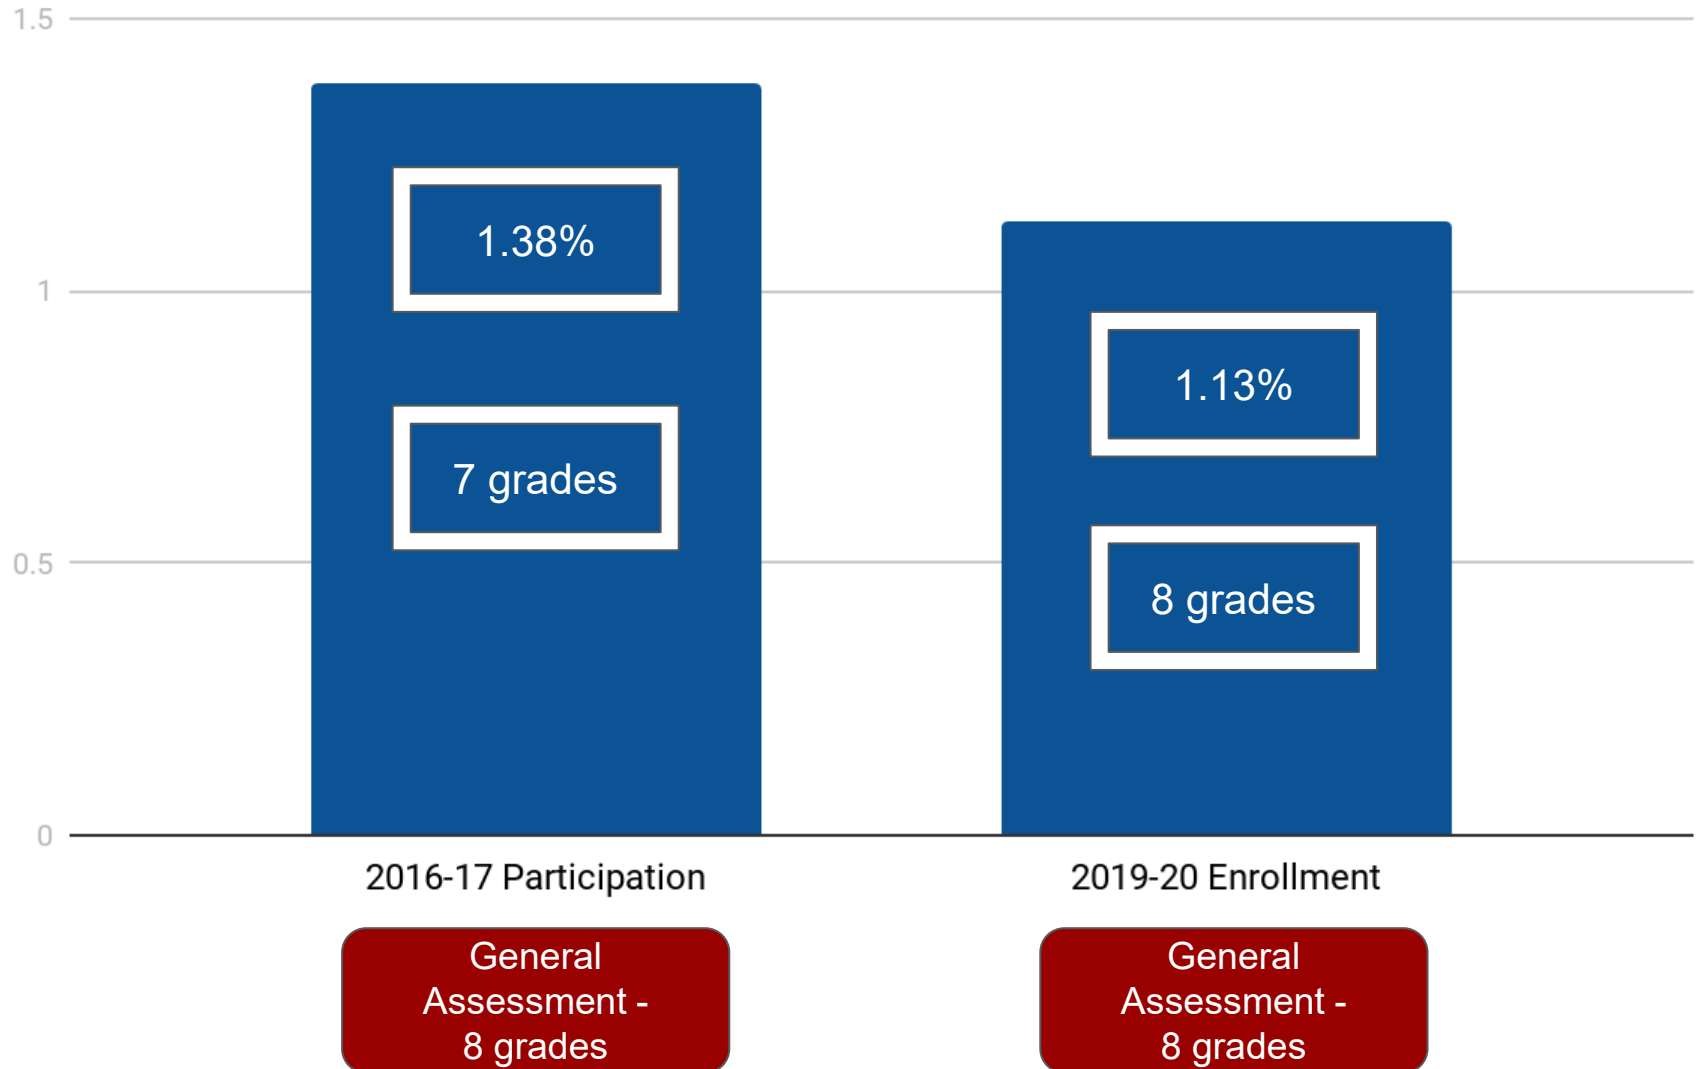 1.5
1
0.5
0
1.38%
7 grades
1.13%
8 grades
2016-17 Participation
2019-20 Enrollment
General
Assessment -
8 grades
General
Assessment -
8 grades